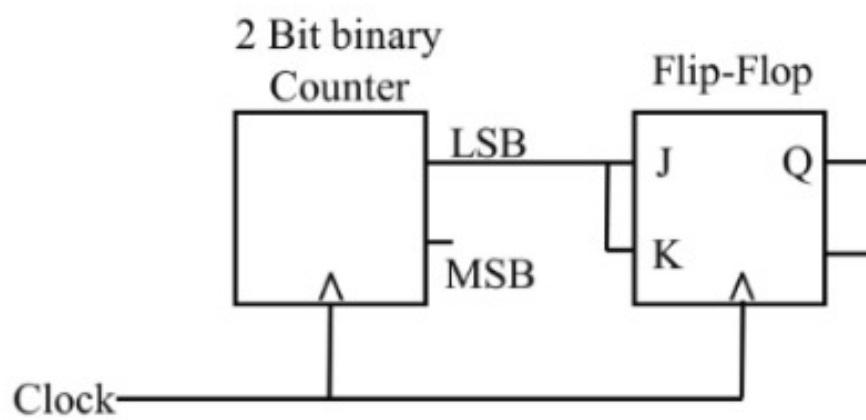 2 Bit binary
Counter
Flip-Flop
LSB
J
Q
K
MSB
Clock